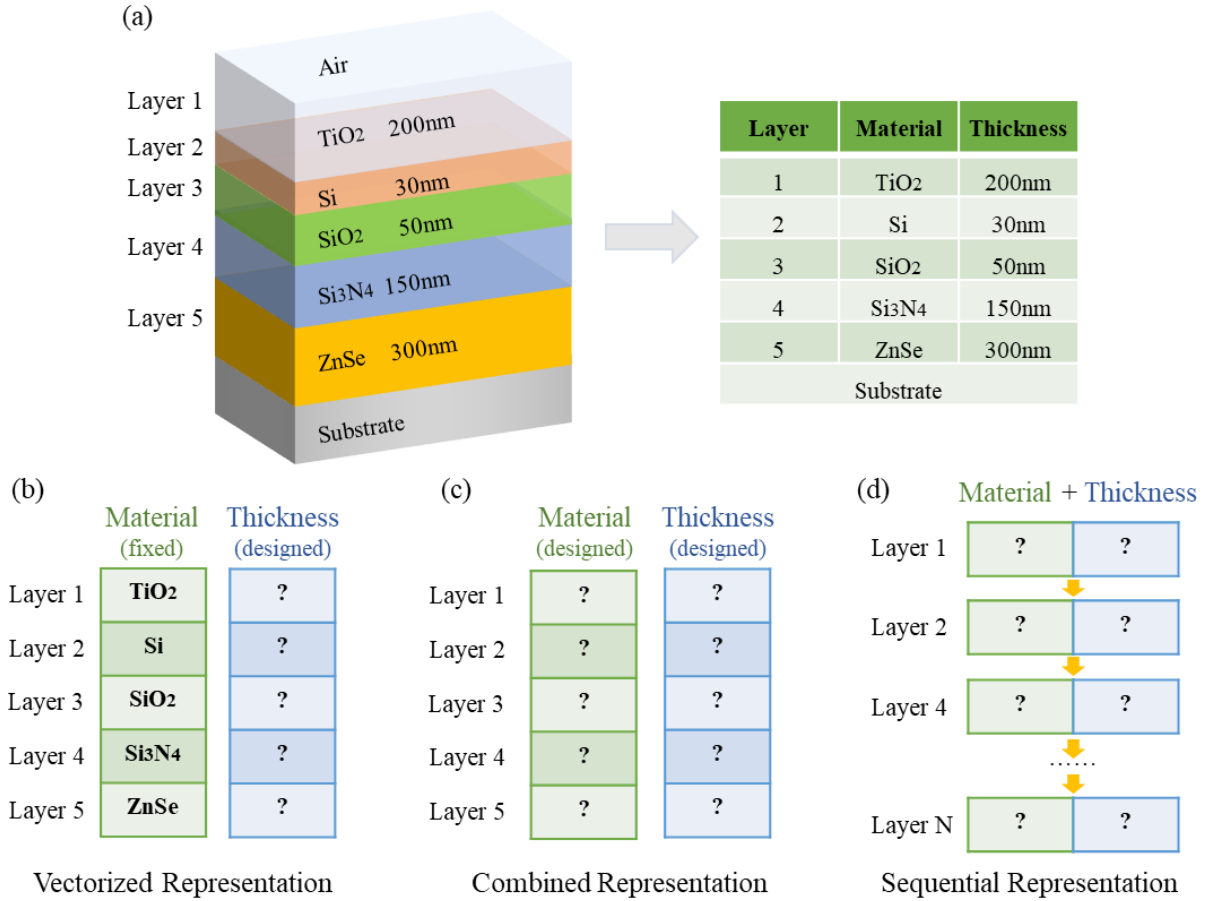 (a)
Air
Layer 1
TiO2 200nm
Layer 2
Si 30nm
Layer 3
SiO2 50nm
Layer 4
Si3N4 150nm
Layer 5
ZnSe 300nm
Substrate
Layer Material Thickness
1 TiO2 200nm
2 Si 30nm
3 SiO2 50nm
4 Si3N4 150nm
5 ZnSe 300nm
Substrate
(b)
Material Thickness
(fixed) (designed)
Layer 1 TiO2 ?
Layer 2 Si ?
Layer 3 SiO2 ?
Layer 4 Si3N4 ?
Layer 5 ZnSe ?
Vectorized Representation
(c)
Material Thickness
(designed) (designed)
Layer 1 ? ?
Layer 2 ? ?
Layer 3 ? ?
Layer 4 ? ?
Layer 5 ? ?
Combined Representation
(d)
Material + Thickness
Layer 1 ? ?
Layer 2 ? ?
Layer 4 ? ?
......
Layer N ? ?
Sequential Representation